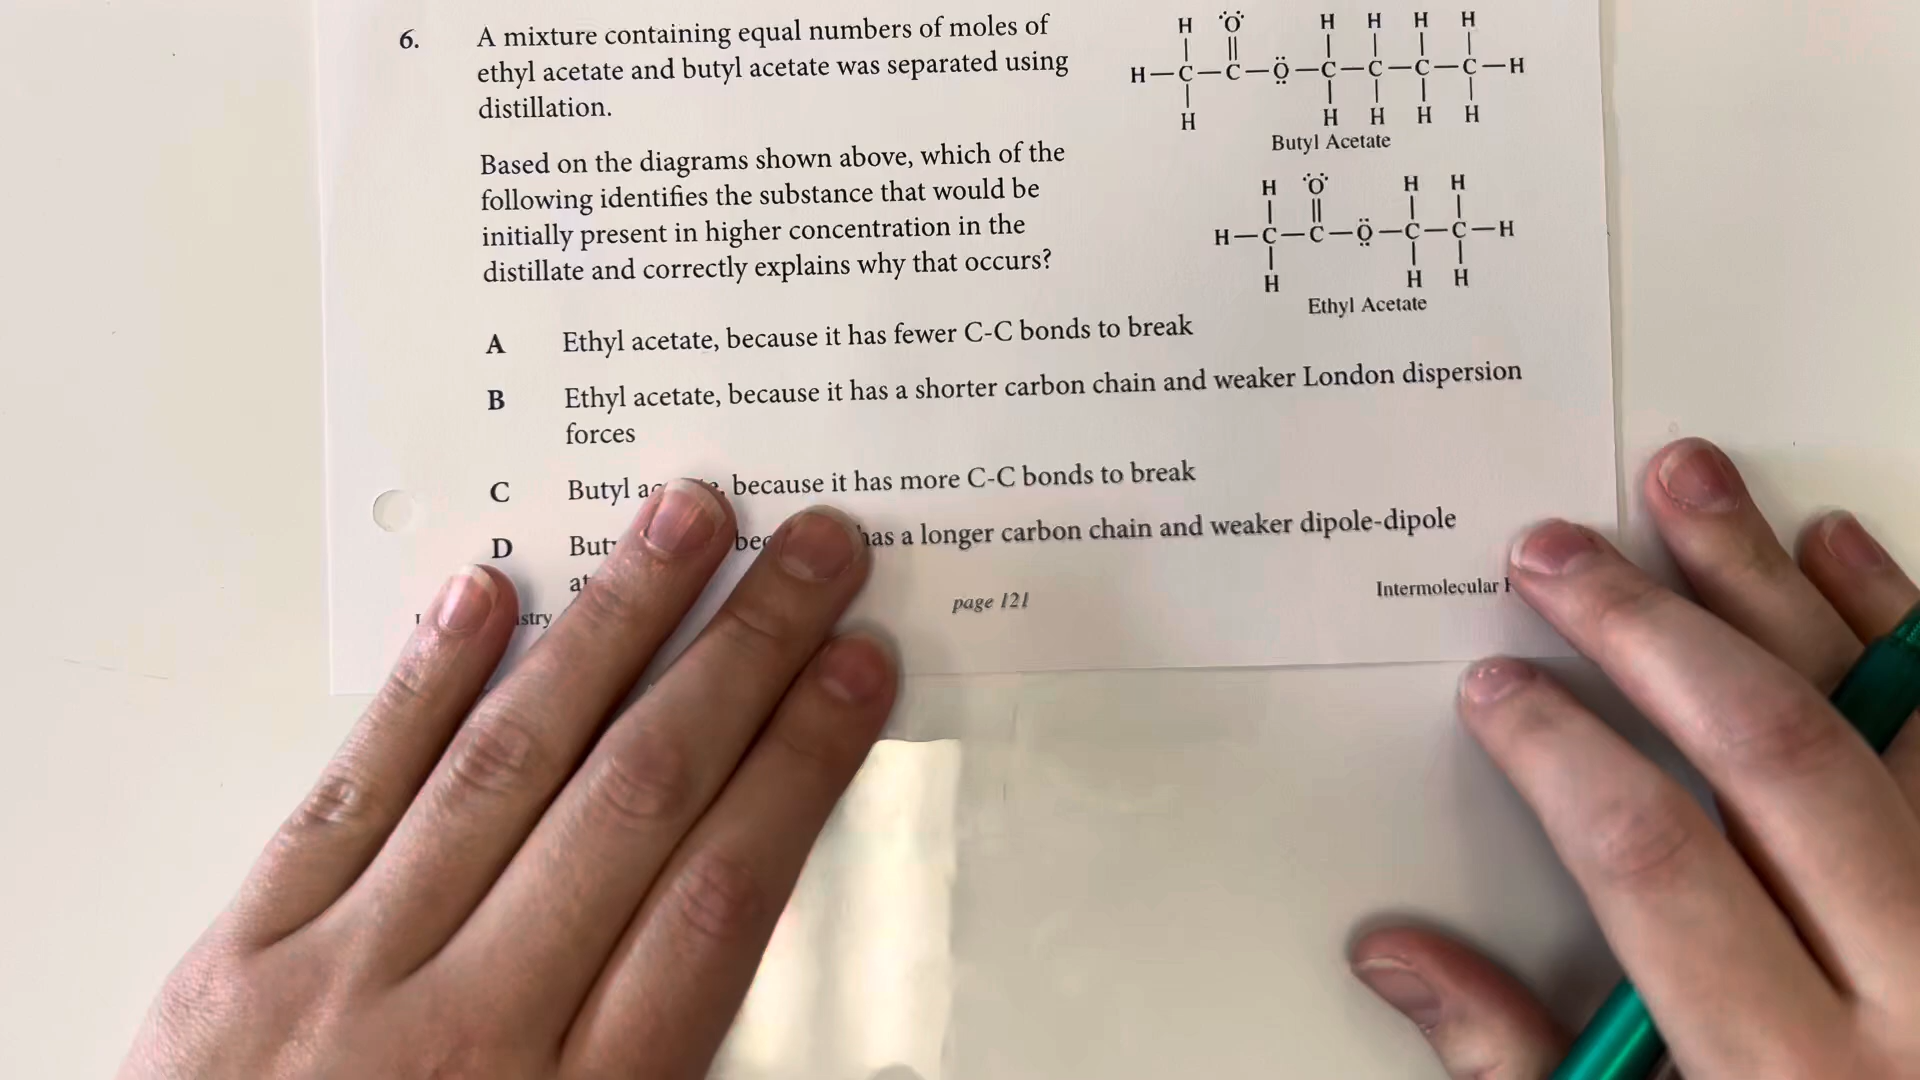 6. A mixture containing equal numbers of moles of
ethyl acetate and butyl acetate was separated using
distillation.
H Ö H H H H
H—C—C—Ö—C—C—C—C—H
H H H H H
Butyl Acetate
Based on the diagrams shown above, which of the
following identifies the substance that would be
initially present in higher concentration in the
distillate and correctly explains why that occurs?
H Ö H H
H—C—C—Ö—C—C—H
H H H
Ethyl Acetate
A Ethyl acetate, because it has fewer C-C bonds to break
B Ethyl acetate, because it has a shorter carbon chain and weaker London dispersion
forces
C Butyl because it has more C-C bonds to break
D has a longer carbon chain and weaker dipole-dipole
page 121
Intermolecular